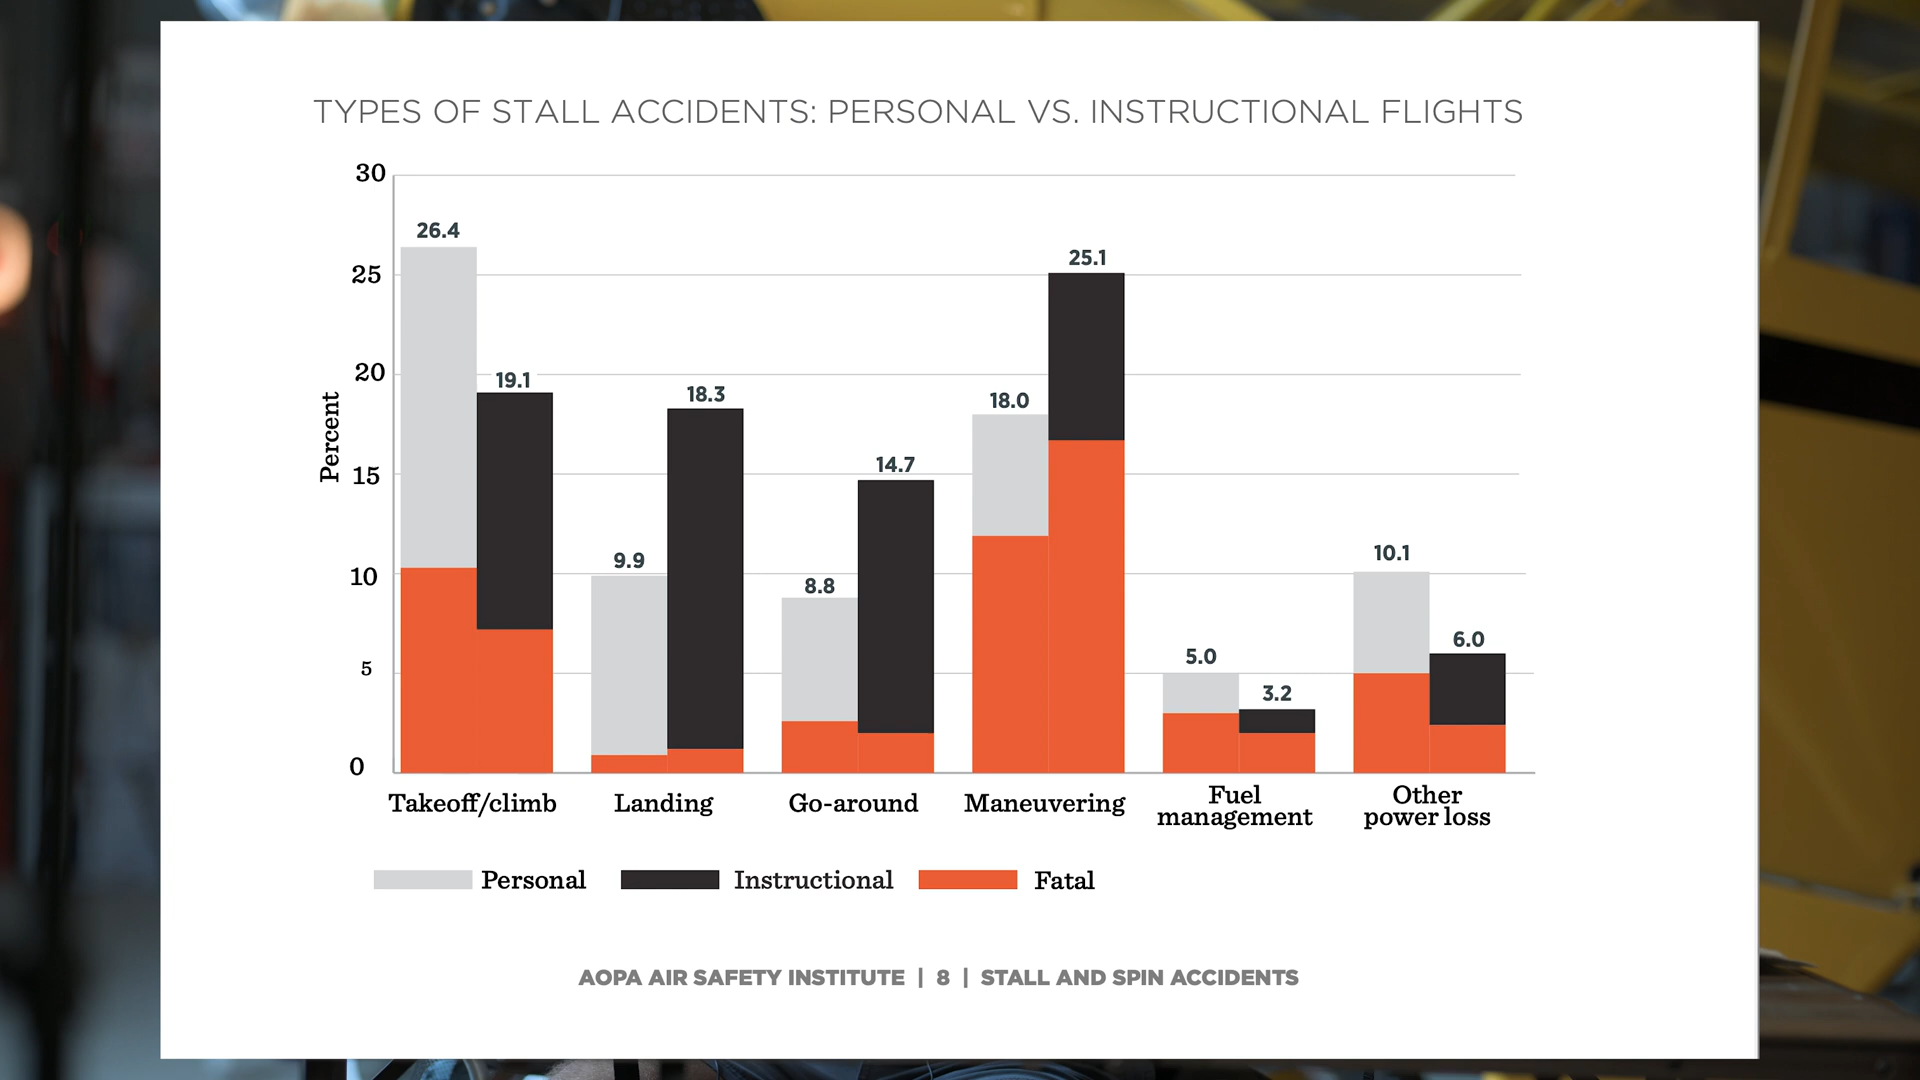 TYPES OF STALL ACCIDENTS: PERSONAL VS. INSTRUCTIONAL FLIGHTS
Percent
30
25
20
15
10
5
0
26.4
19.1
9.9
18.3
8.8
14.7
18.0
25.1
5.0
3.2
10.1
6.0
Takeoff/climb
Landing
Go-around
Maneuvering
Fuel
management
Other
power loss
Personal
Instructional
Fatal
AOPA AIR SAFETY INSTITUTE | 8 | STALL AND SPIN ACCIDENTS